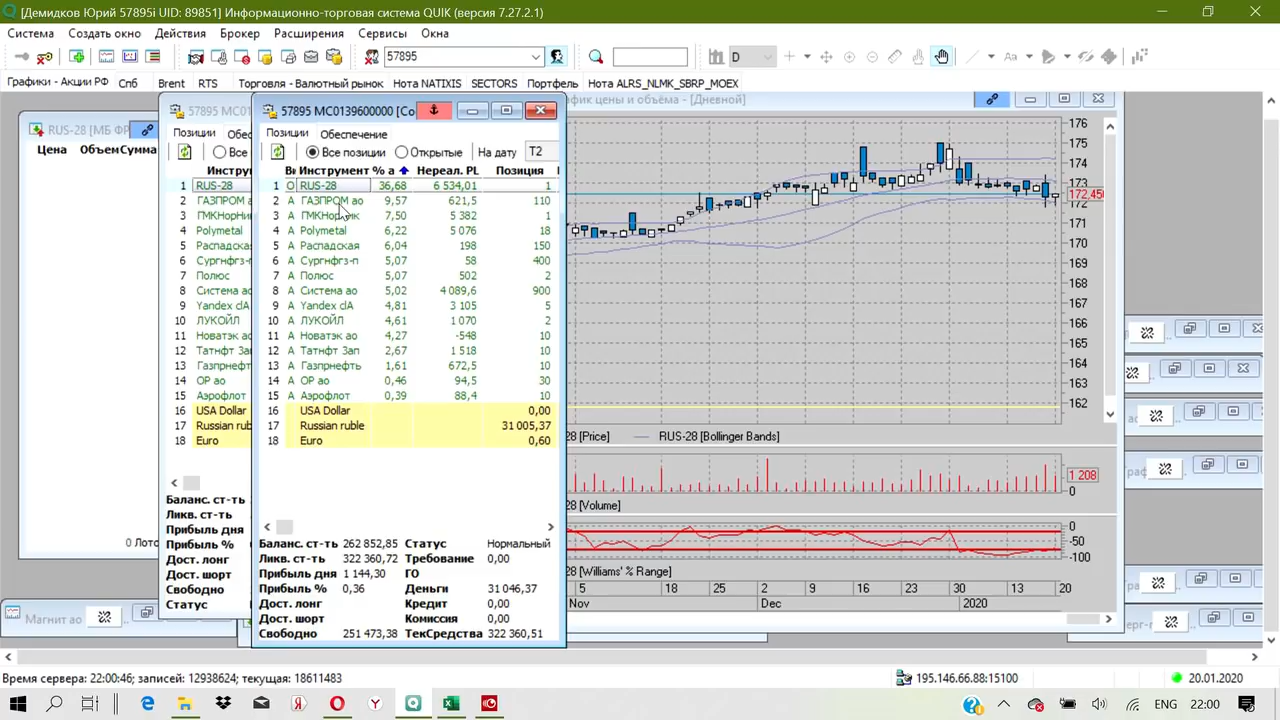 [Демидков Юрий 57895i UID: 89851] Информационно-торговая система QUIK (версия 7.27.2.1)
Система Создать окно Действия Брокер Расширения Сервисы Окна
57895 D Aa
Графики - Акции РФ Спб Brent RTS Торговля - Валютный рынок Нота NATIXIS SECTORS Портфель Нота ALRS_NLMK_SBRP_MOEX
RUS-28 [МБ ФР
Цена Объем Сумма
0 Лото
57895 MC01
Позиции Обес
Все
Инстру
1 RUS-28
2 ГАЗПРОМ а
3 ГМКНорНи
4 Polymetal
5 Распадская
6 Сургнфгз-п
7 Полюс
8 Система ао
9 Yandex clA
10 ЛУКОЙЛ
11 Новатэк ао
12 Татнфт 3ап
13 Газпрнефть
14 ОР ао
15 Аэрофлот
16 USA Dollar
17 Russian rub
18 Euro
Баланс. ст-ть
Ликв. ст-ть
Прибыль дня
Прибыль %
Дост. лонг
Дост. шорт
Свободно
Статус
57895 MC0139600000 [Co
Позиции Обеспечение
Все позиции Открытые На дату T2
Ви Инструмент % а Нереал. PL Позиция
1 О RUS-28 36,68 6 534,01 1
2 А ГАЗПРОМ ао 9,57 621,5 110
3 А ГМКНорНик 7,50 5 382 1
4 А Polymetal 6,22 5 076 18
5 А Распадская 6,04 198 150
6 А Сургнфгз-п 5,07 58 400
7 А Полюс 5,07 502 2
8 А Система ао 5,02 4 089,6 900
9 А Yandex clA 4,81 3 105 5
10 А ЛУКОЙЛ 4,61 1 070 2
11 А Новатэк ао 4,27 -548 10
12 А Татнфт 3ап 2,67 1 518 10
13 А Газпрнефть 1,61 672,5 10
14 А ОР ао 0,46 94,5 30
15 А Аэрофлот 0,39 88,4 10
16 USA Dollar 0,00
17 Russian ruble 31 005,37
18 Euro 0,60
Баланс. ст-ть 262 852,85 Статус Нормальный
Ликв. ст-ть 322 360,72 Требование 0,00
Прибыль дня 1 144,30 ГО
Прибыль % 0,36 Деньги 31 046,37
Дост. лонг Кредит 0,00
Дост. шорт Комиссия 0,00
Свободно 251 473,38 ТекСредства 322 360,51
фик цены и объёма - [Дневной]
176
175
174
173
172,450
172
171
170
169
168
167
166
165
164
163
162
28 [Price] RUS-28 [Bollinger Bands]
1 208
0
28 [Volume]
0
-50
-100
28 [Williams' % Range]
5 18 25 2 9 16 23 30 13 20
Nov Dec 2020
Магнит ао
Время сервера: 22:00:46; записей: 12938624; текущая: 18611483 195.146.66.88:15100 20.01.2020
ENG 22:00